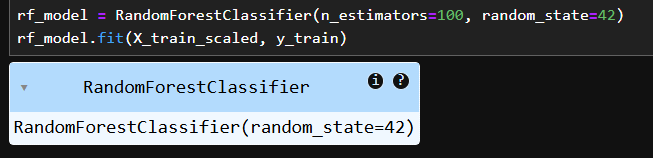 rf_model = RandomForestClassifier(n_estimators=100, random_state=42)
rf_model.fit(X_train_scaled, y_train)
RandomForestClassifier i ?
RandomForestClassifier(random_state=42)